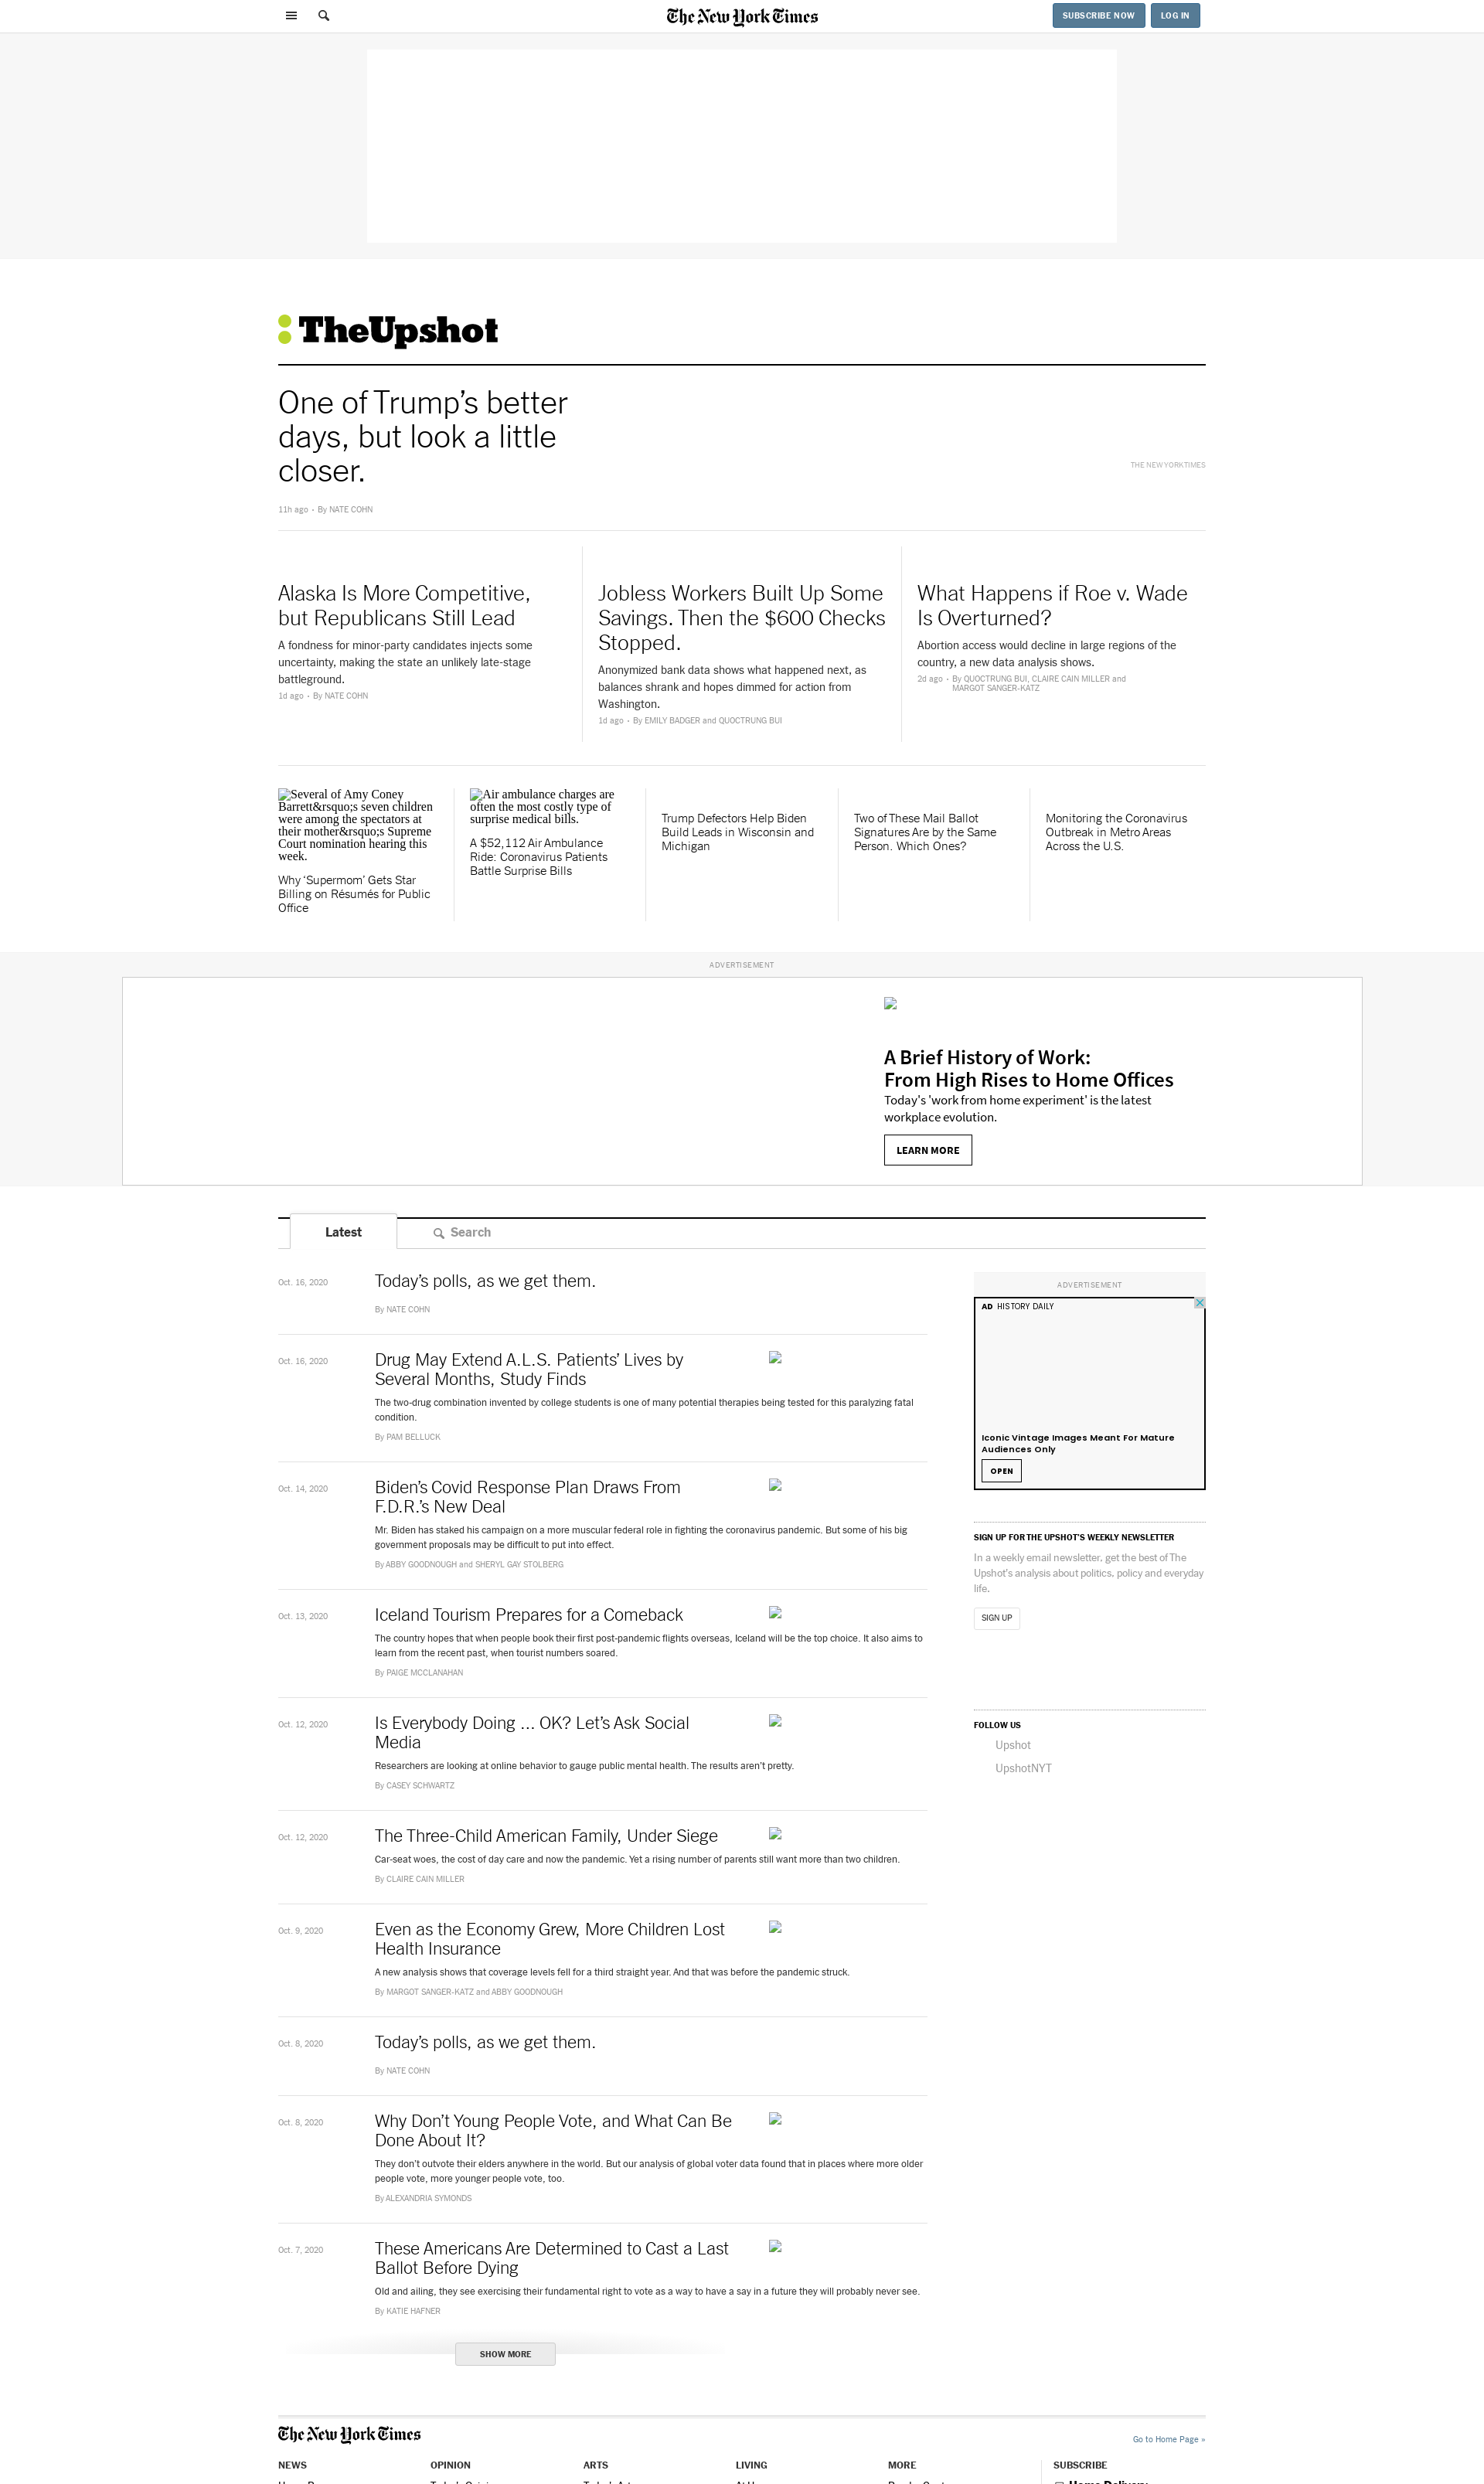 The New York Times
SUBSCRIBE NOW
LOG IN
TheUpshot
One of Trump’s better
days, but look a little
closer.
11h ago • By NATE COHN
THE NEW YORK TIMES
Alaska Is More Competitive,
but Republicans Still Lead
A fondness for minor-party candidates injects some
uncertainty, making the state an unlikely late-stage
battleground.
1d ago • By NATE COHN
Jobless Workers Built Up Some
Savings. Then the $600 Checks
Stopped.
Anonymized bank data shows what happened next, as
balances shrank and hopes dimmed for action from
Washington.
1d ago • By EMILY BADGER and QUOCTRUNG BUI
What Happens if Roe v. Wade
Is Overturned?
Abortion access would decline in large regions of the
country, a new data analysis shows.
2d ago • By QUOCTRUNG BUI, CLAIRE CAIN MILLER and
MARGOT SANGER-KATZ
Several of Amy Coney
Barrett&rsquo;s seven children
were among the spectators at
their mother&rsquo;s Supreme
Court nomination hearing this
week.
Why ‘Supermom’ Gets Star
Billing on Résumés for Public
Office
Air ambulance charges are
often the most costly type of
surprise medical bills.
A $52,112 Air Ambulance
Ride: Coronavirus Patients
Battle Surprise Bills
Trump Defectors Help Biden
Build Leads in Wisconsin and
Michigan
Two of These Mail Ballot
Signatures Are by the Same
Person. Which Ones?
Monitoring the Coronavirus
Outbreak in Metro Areas
Across the U.S.
ADVERTISEMENT
A Brief History of Work:
From High Rises to Home Offices
Today's 'work from home experiment' is the latest
workplace evolution.
LEARN MORE
Latest
Search
Oct. 16, 2020
Today’s polls, as we get them.
By NATE COHN
Oct. 16, 2020
Drug May Extend A.L.S. Patients’ Lives by
Several Months, Study Finds
The two-drug combination invented by college students is one of many potential therapies being tested for this paralyzing fatal
condition.
By PAM BELLUCK
Oct. 14, 2020
Biden’s Covid Response Plan Draws From
F.D.R.’s New Deal
Mr. Biden has staked his campaign on a more muscular federal role in fighting the coronavirus pandemic. But some of his big
government proposals may be difficult to put into effect.
By ABBY GOODNOUGH and SHERYL GAY STOLBERG
Oct. 13, 2020
Iceland Tourism Prepares for a Comeback
The country hopes that when people book their first post-pandemic flights overseas, Iceland will be the top choice. It also aims to
learn from the recent past, when tourist numbers soared.
By PAIGE MCCLANAHAN
Oct. 12, 2020
Is Everybody Doing ... OK? Let’s Ask Social
Media
Researchers are looking at online behavior to gauge public mental health. The results aren’t pretty.
By CASEY SCHWARTZ
Oct. 12, 2020
The Three-Child American Family, Under Siege
Car-seat woes, the cost of day care and now the pandemic. Yet a rising number of parents still want more than two children.
By CLAIRE CAIN MILLER
Oct. 9, 2020
Even as the Economy Grew, More Children Lost
Health Insurance
A new analysis shows that coverage levels fell for a third straight year. And that was before the pandemic struck.
By MARGOT SANGER-KATZ and ABBY GOODNOUGH
Oct. 8, 2020
Today’s polls, as we get them.
By NATE COHN
Oct. 8, 2020
Why Don’t Young People Vote, and What Can Be
Done About It?
They don’t outvote their elders anywhere in the world. But our analysis of global voter data found that in places where more older
people vote, more younger people vote, too.
By ALEXANDRIA SYMONDS
Oct. 7, 2020
These Americans Are Determined to Cast a Last
Ballot Before Dying
Old and ailing, they see exercising their fundamental right to vote as a way to have a say in a future they will probably never see.
By KATIE HAFNER
SHOW MORE
ADVERTISEMENT
AD HISTORY DAILY
Iconic Vintage Images Meant For Mature
Audiences Only
OPEN
SIGN UP FOR THE UPSHOT’S WEEKLY NEWSLETTER
In a weekly email newsletter, get the best of The
Upshot’s analysis about politics, policy and everyday
life.
SIGN UP
FOLLOW US
Upshot
UpshotNYT
The New York Times
Go to Home Page »
NEWS
OPINION
ARTS
LIVING
MORE
SUBSCRIBE